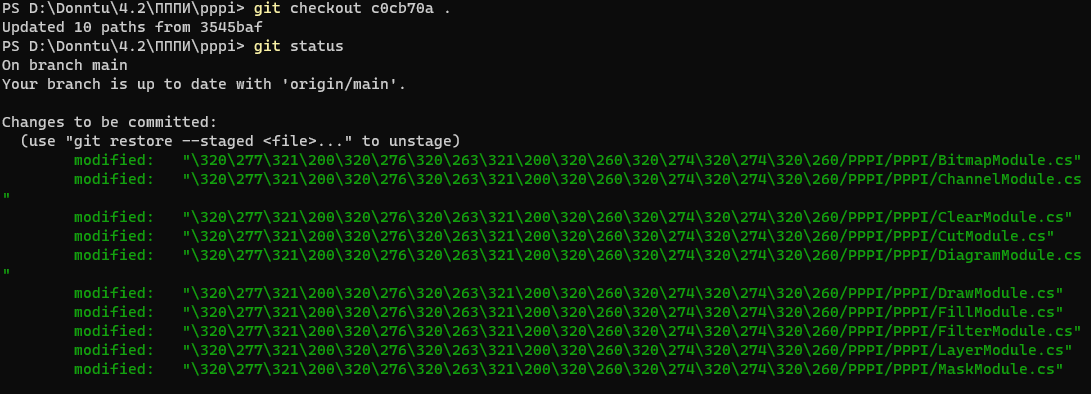 PS D:\Donntu\4.2\ПППИ\pppi> git checkout c0cb70a .
Updated 10 paths from 3545baf
PS D:\Donntu\4.2\ПППИ\pppi> git status
On branch main
Your branch is up to date with 'origin/main'.

Changes to be committed:
  (use "git restore --staged <file>..." to unstage)
        modified:   "\320\277\321\200\320\276\320\263\321\200\320\260\320\274\320\274\320\260/PPPI/PPPI/BitmapModule.cs"
        modified:   "\320\277\321\200\320\276\320\263\321\200\320\260\320\274\320\274\320\260/PPPI/PPPI/ChannelModule.cs
"
        modified:   "\320\277\321\200\320\276\320\263\321\200\320\260\320\274\320\274\320\260/PPPI/PPPI/ClearModule.cs"
        modified:   "\320\277\321\200\320\276\320\263\321\200\320\260\320\274\320\274\320\260/PPPI/PPPI/CutModule.cs"
        modified:   "\320\277\321\200\320\276\320\263\321\200\320\260\320\274\320\274\320\260/PPPI/PPPI/DiagramModule.cs
"
        modified:   "\320\277\321\200\320\276\320\263\321\200\320\260\320\274\320\274\320\260/PPPI/PPPI/DrawModule.cs"
        modified:   "\320\277\321\200\320\276\320\263\321\200\320\260\320\274\320\274\320\260/PPPI/PPPI/FillModule.cs"
        modified:   "\320\277\321\200\320\276\320\263\321\200\320\260\320\274\320\274\320\260/PPPI/PPPI/FilterModule.cs"
        modified:   "\320\277\321\200\320\276\320\263\321\200\320\260\320\274\320\274\320\260/PPPI/PPPI/LayerModule.cs"
        modified:   "\320\277\321\200\320\276\320\263\321\200\320\260\320\274\320\274\320\260/PPPI/PPPI/MaskModule.cs"